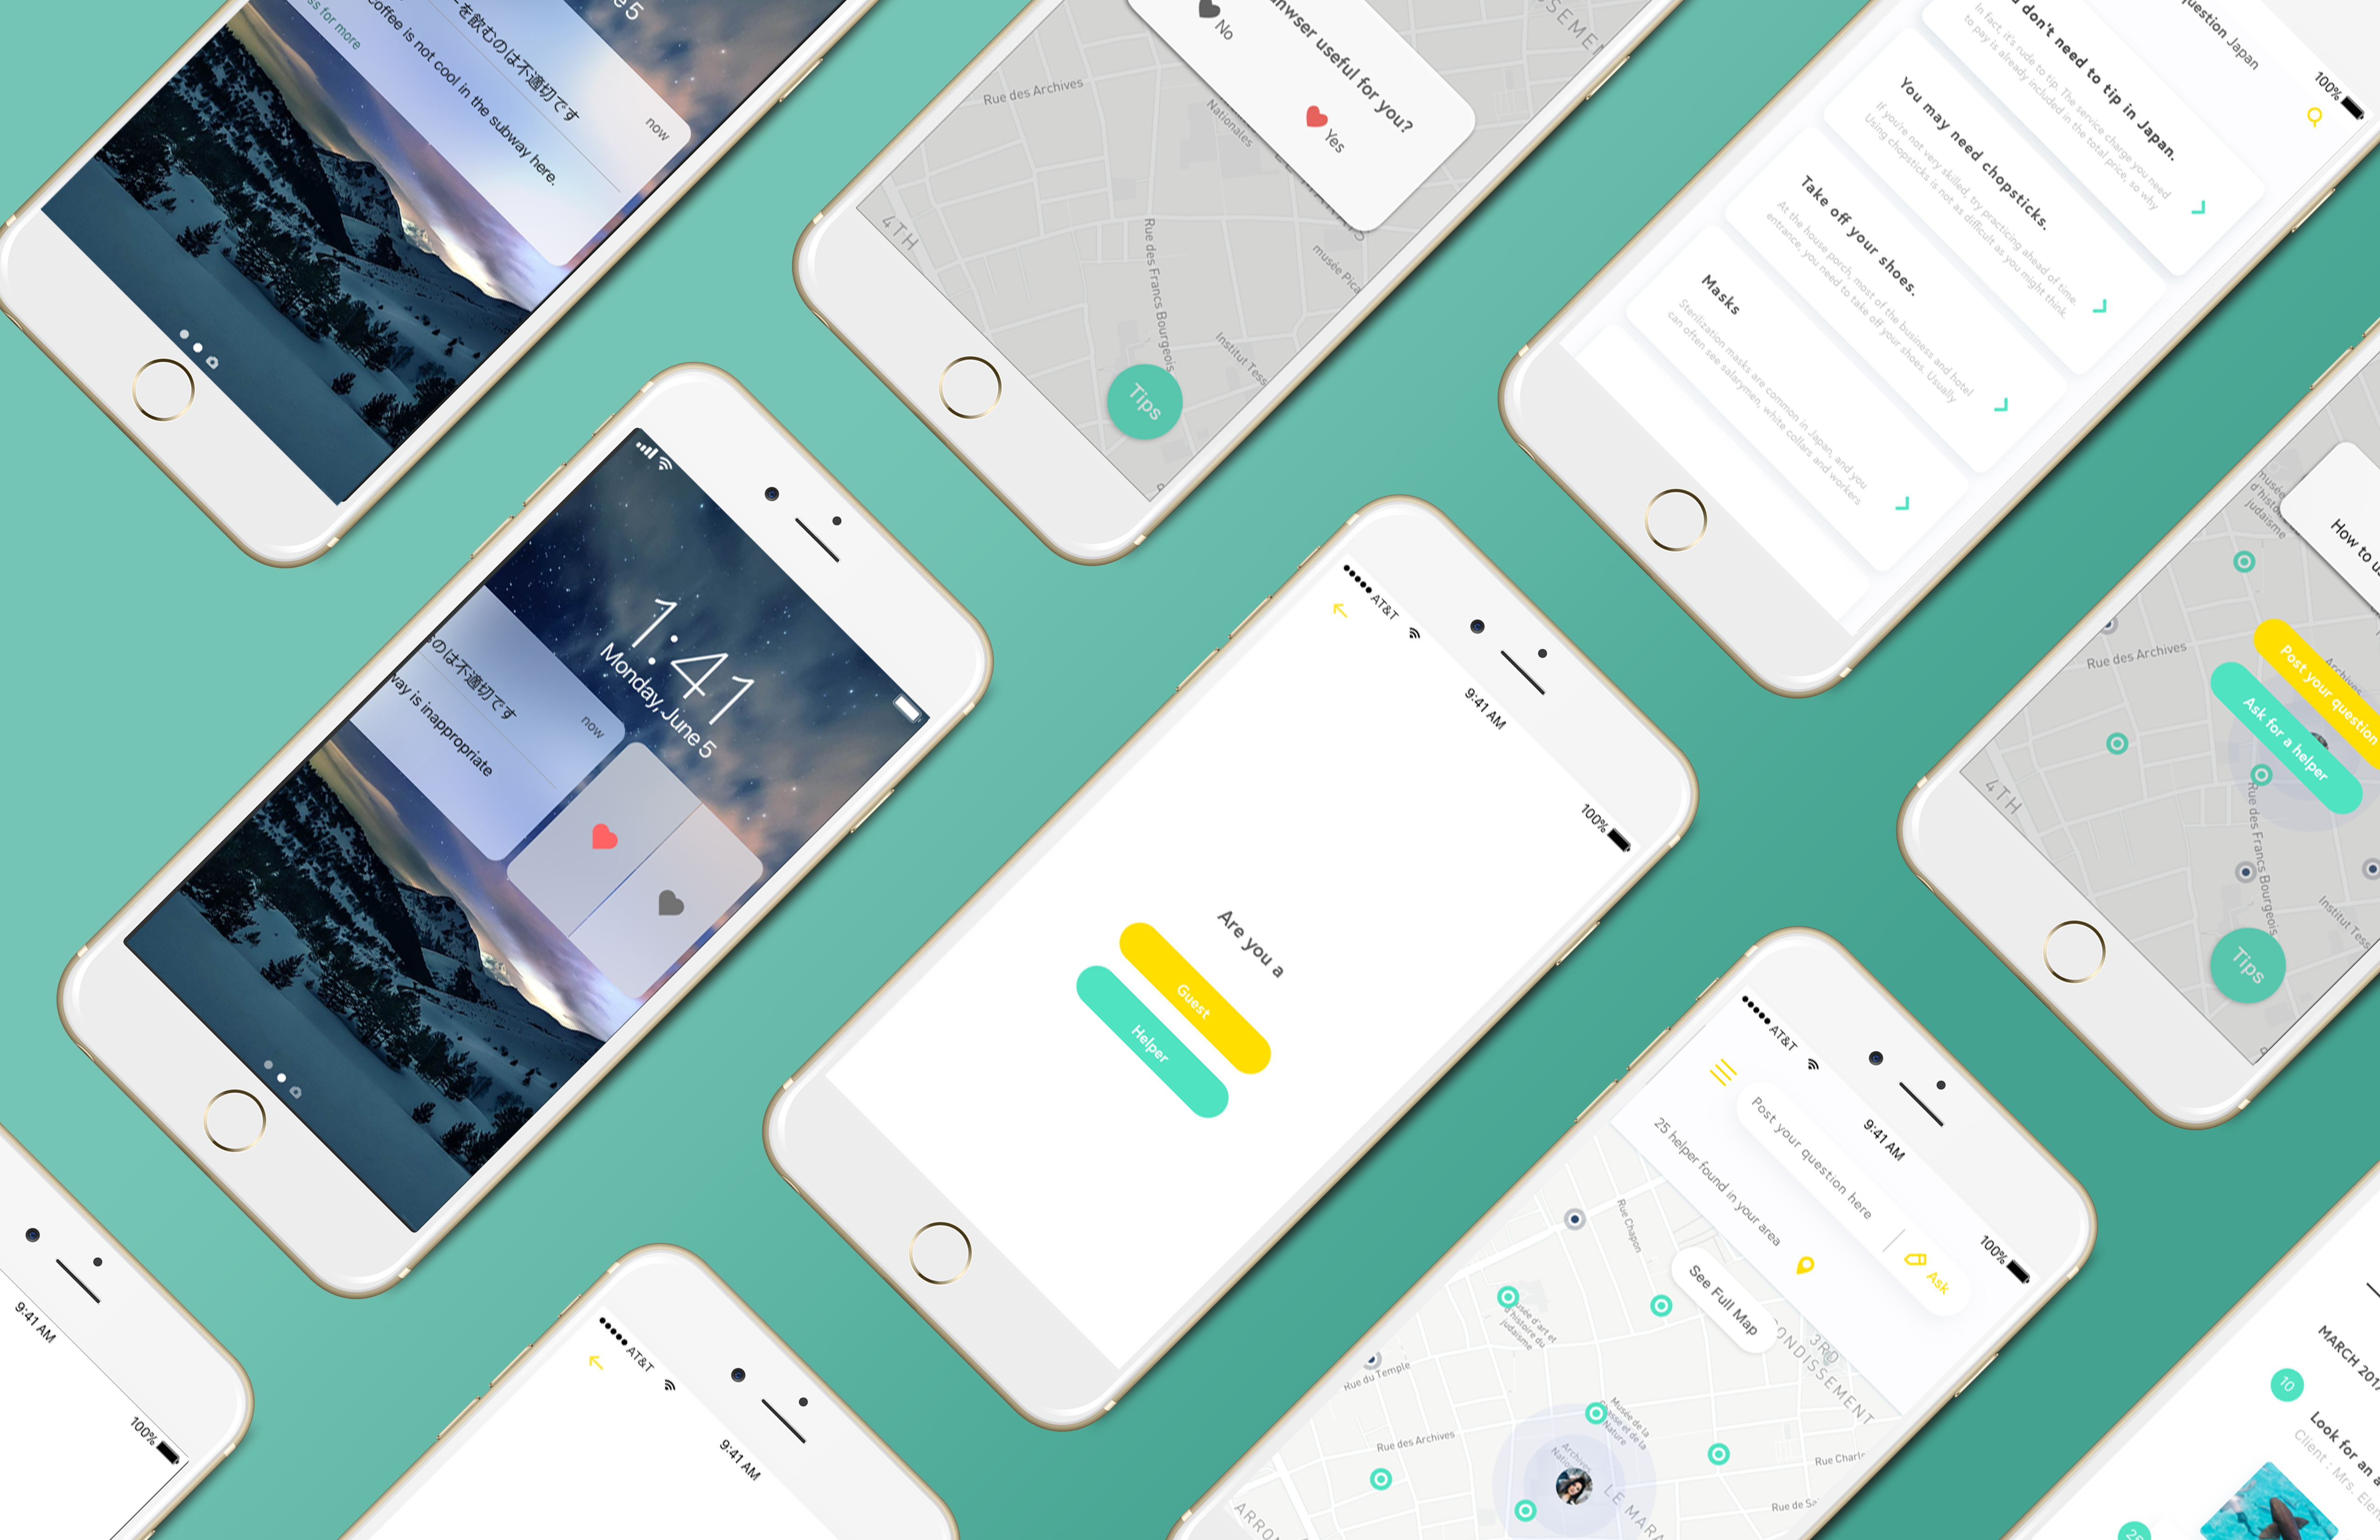 e 5
ーを飲むのは不適切です
now
coffee is not cool in the subway here.
ss for more
anwser useful for you?
No
Yes
Rue des Archives
Nationales
4TH
Rue des Francs Bourgeois
musée Pica
Institut Tess
Tips
uestion Japan
100%
don't need to tip in Japan.
In fact, it's rude to tip. The service charge you need
to pay is already included in the total price, so why
You may need chopsticks.
If you're not very skilled, try practicing ahead of time.
Using chopsticks is not as difficult as you might think.
Take off your shoes.
At the house porch, most of the business and hotel
entrance, you need to take off your shoes. Usually
Masks
Sterilization masks are common in Japan, and you
can often see salarymen, white collars and workers
1:41
Monday, June 5
のは不適切です
now
way is inappropriate
AT&T
9:41 AM
100%
Are you a
Guest
Helper
How to us
musée
d'histo
judaïsme
Rue des Archives
Archives
Post your question
Ask for a helper
4TH
Rue des Francs Bourgeois
Institut
Tips
AT&T
9:41 AM
100%
Post your question here
Ask
25 helper found in your area
See Full Map
Rue Chapon
3RD
ONDISSEMENT
musée d'art et
d'histoire du
judaïsme
Rue du Temple
Musée de la
Chasse et de la
Nature
Rue des Archives
Archives
Rue Charlo
LE MARA
Rue de Sa
ARRO
9:41 AM
100%
AT&T
9:41 AM
MARCH 2017
10
Look for an a
Client : Mrs. Elen
25